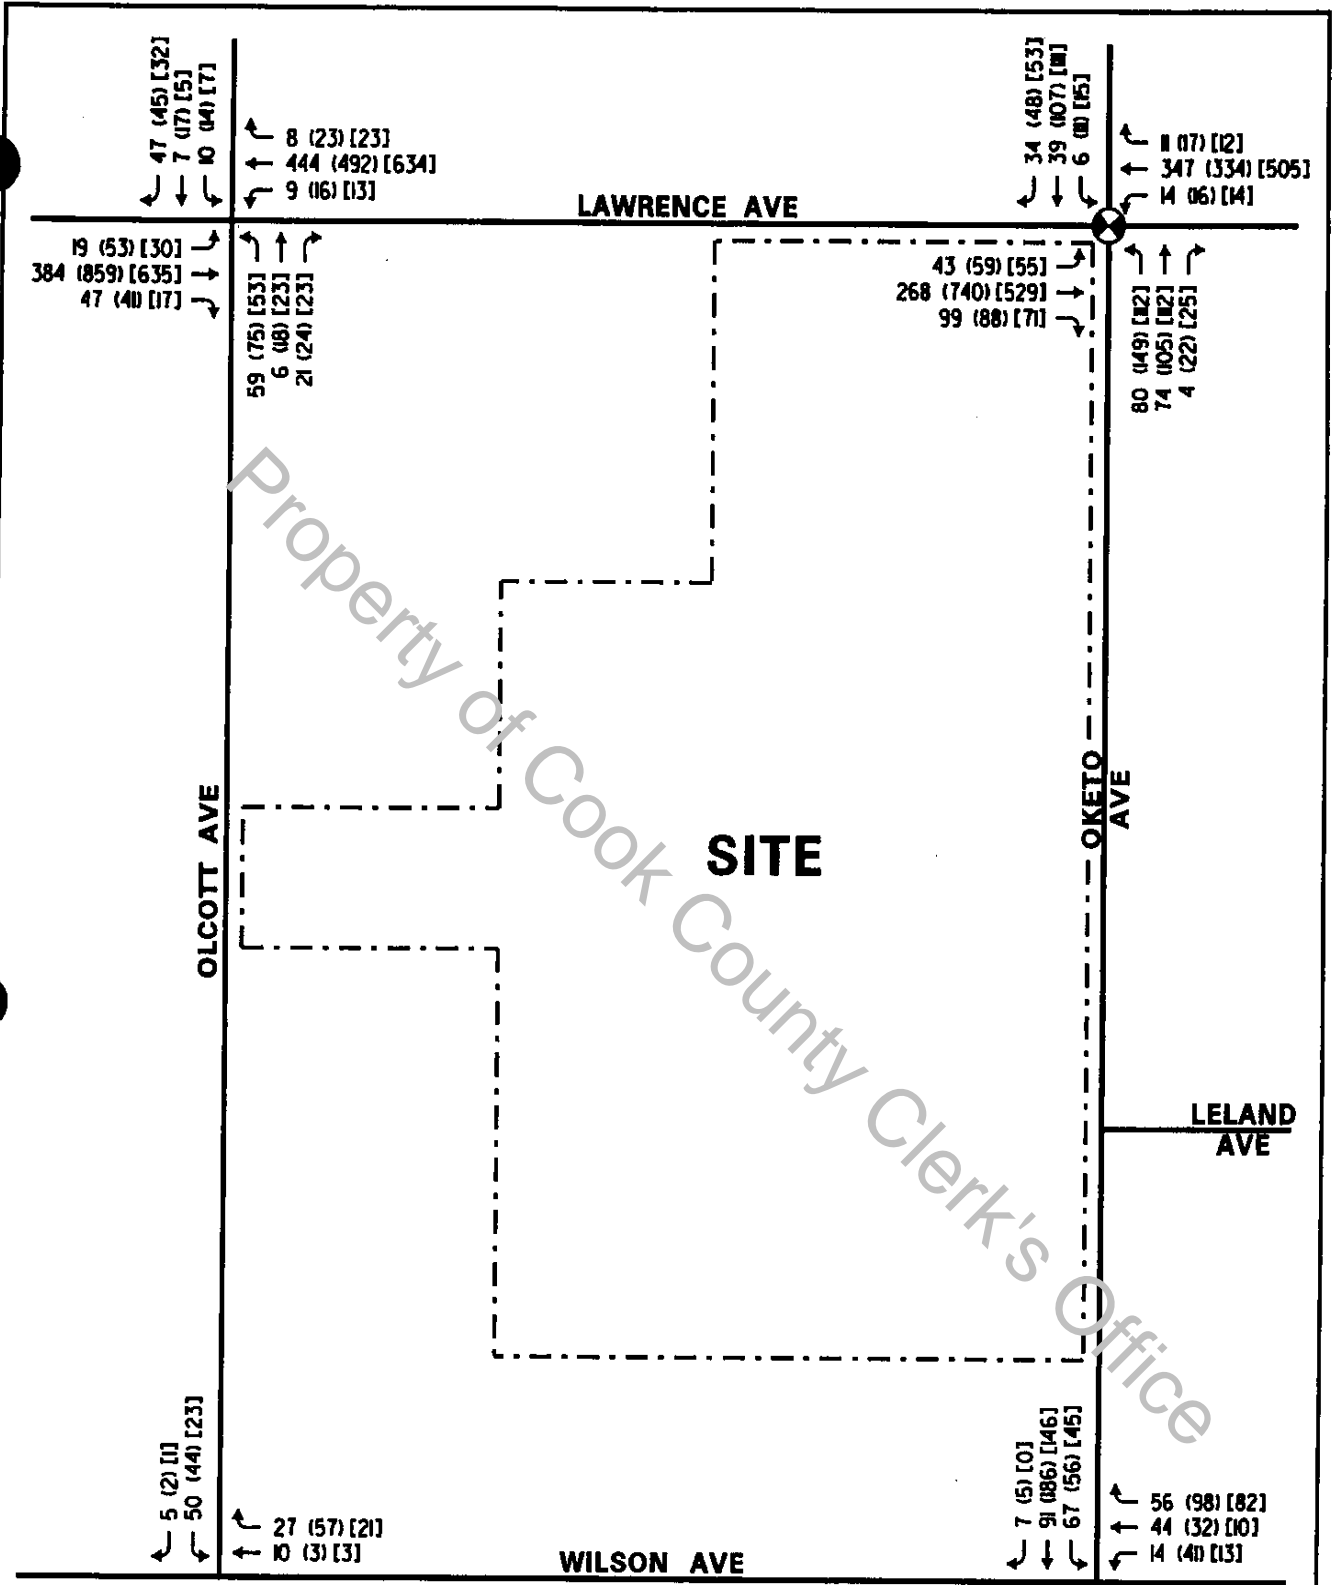 47 (45) [32]
7 (17) [5]
10 (14) [7]
8 (23) [23]
444 (492) [634]
9 (16) [13]
34 (48) [53]
39 (107) [111]
6 (11) [15]
11 (17) [12]
347 (334) [505]
14 (16) [14]
LAWRENCE AVE
19 (53) [30]
384 (859) [635]
47 (41) [17]
59 (75) [53]
6 (18) [23]
21 (24) [23]
43 (59) [55]
268 (740) [529]
99 (88) [71]
80 (149) [112]
74 (105) [112]
4 (22) [25]
Property of Cook County Clerk's Office
OLCOTT AVE
SITE
OKETO
AVE
LELAND
AVE
5 (2) [1]
50 (44) [23]
27 (57) [21]
10 (3) [3]
7 (5) [0]
91 (186) [146]
67 (56) [45]
56 (98) [82]
44 (32) [10]
14 (41) [13]
WILSON AVE